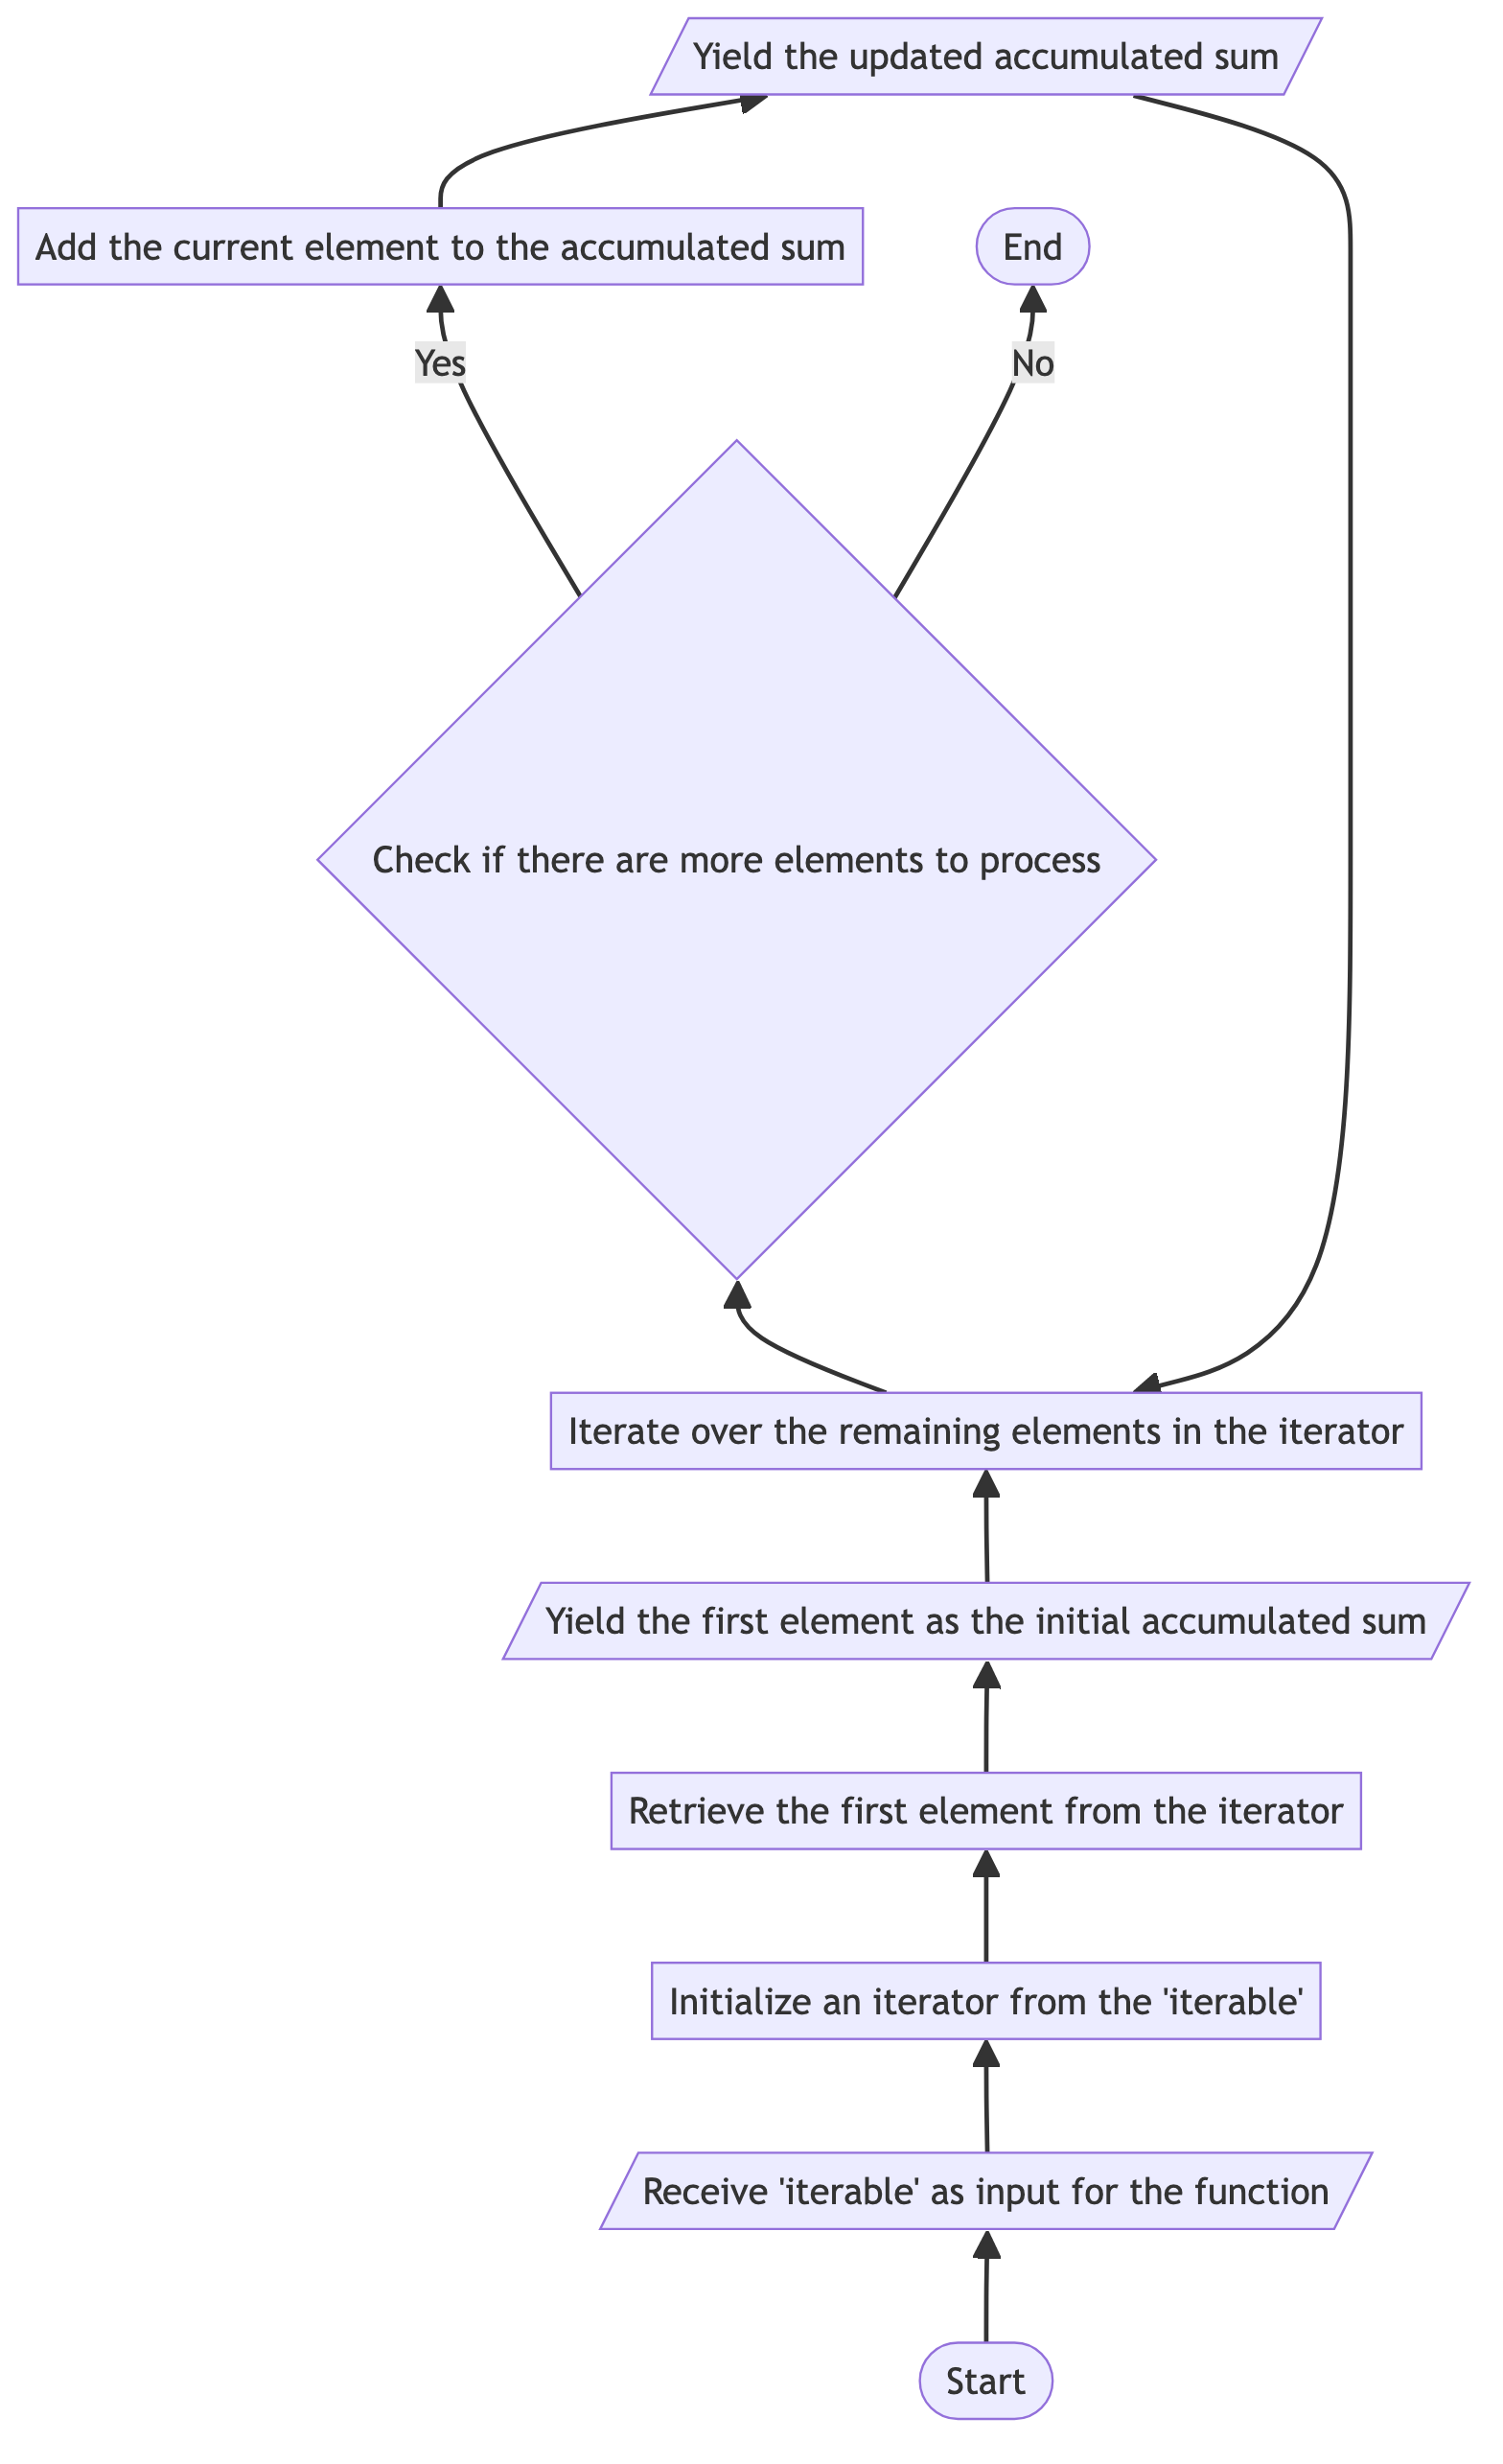 Yield the updated accumulated sum
Add the current element to the accumulated sum
End
Yes
No
Check if there are more elements to process
Iterate over the remaining elements in the iterator
Yield the first element as the initial accumulated sum
Retrieve the first element from the iterator
Initialize an iterator from the 'iterable'
Receive 'iterable' as input for the function
Start